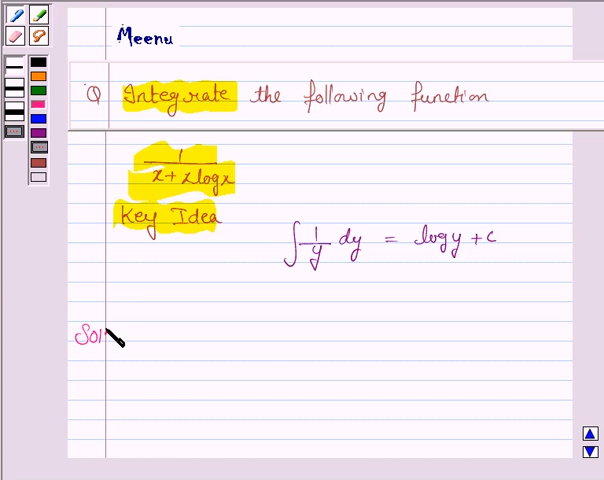 Meenu
Q Integrate the following function
1/(x + x log x)
Key Idea
∫ 1/y dy = log y + c
Sol